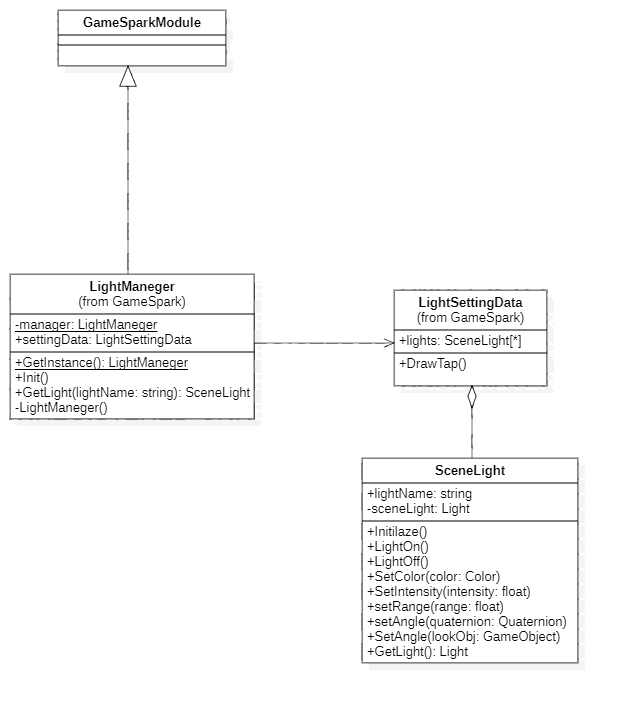 GameSparkModule
LightManeger
(from GameSpark)
-manager: LightManeger
+settingData: LightSettingData
+GetInstance(): LightManeger
+Init()
+GetLight(lightName: string): SceneLight
-LightManeger()
LightSettingData
(from GameSpark)
+lights: SceneLight[*]
+DrawTap()
SceneLight
+lightName: string
-sceneLight: Light
+Initilaze()
+LightOn()
+LightOff()
+SetColor(color: Color)
+SetIntensity(intensity: float)
+setRange(range: float)
+setAngle(quaternion: Quaternion)
+SetAngle(lookObj: GameObject)
+GetLight(): Light